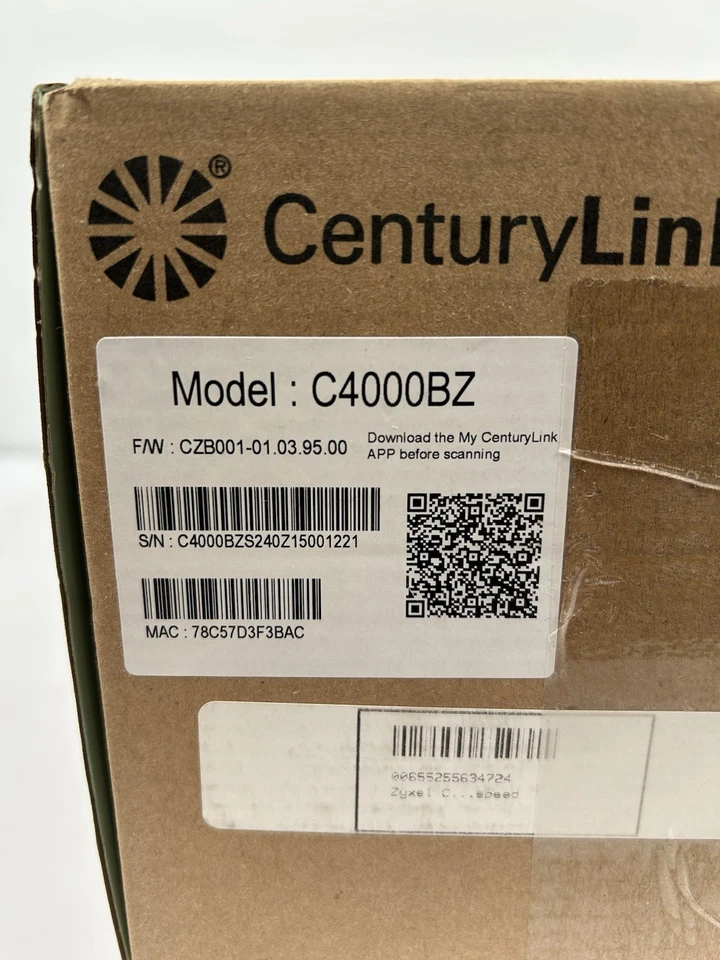 ®
CenturyLink
Model : C4000BZ
F/W : CZB001-01.03.95.00
Download the My CenturyLink
APP before scanning
S/N : C4000BZS240Z15001221
MAC : 78C57D3F3BAC
00655255634724
Zyxel C...speed